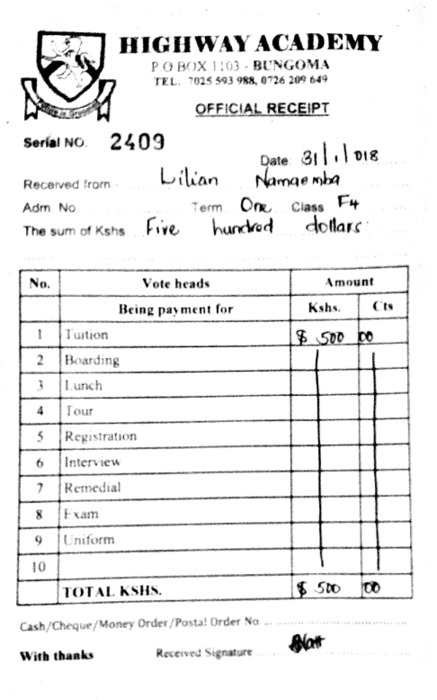 HIGHWAY ACADEMY
P.O BOX 1103 - BUNGOMA
TEL: 7025 593 988, 0726 209 649
OFFICIAL RECEIPT
Serial NO. 2409
Date 31/1/018
Received from Lilian Namaemba
Adm No Term One Class F4
The sum of Kshs Five hundred dollars
No. Vote heads Amount
Being payment for Kshs. Cts
1 Tuition $ 500 00
2 Boarding
3 Lunch
4 Tour
5 Registration
6 Interview
7 Remedial
8 Exam
9 Uniform
10
TOTAL KSHS. $ 500 00
Cash/Cheque/Money Order/Postal Order No.
With thanks Received Signature